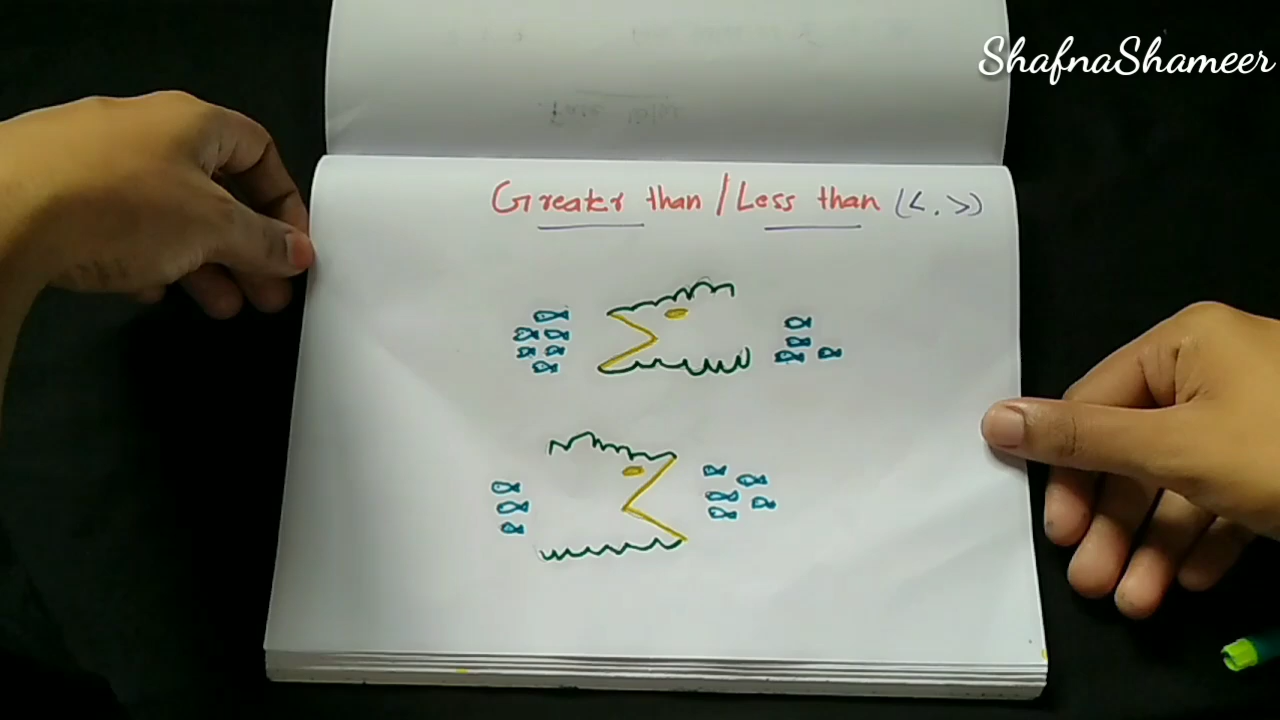 ShafnaShameer
Greater than / Less than (<, >)